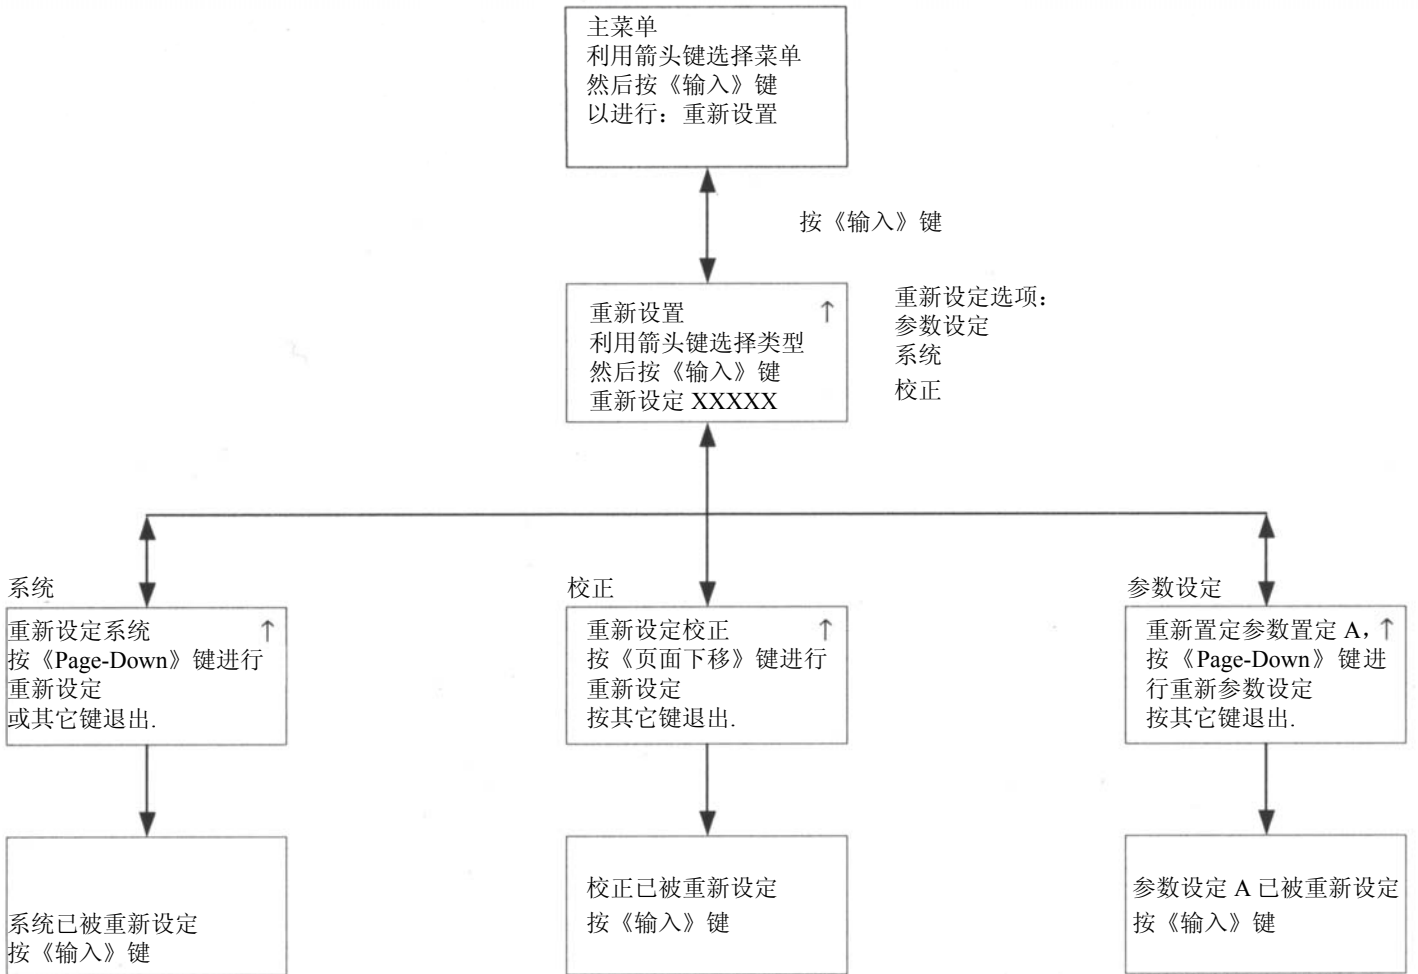 主菜单
利用箭头键选择菜单
然后按《输入》键
以进行：重新设置
按《输入》键
重新设置 ↑
利用箭头键选择类型
然后按《输入》键
重新设定 XXXXX
重新设定选项：
参数设定
系统
校正
系统
重新设定系统 ↑
按《Page-Down》键进行
重新设定
或其它键退出.
校正
重新设定校正 ↑
按《页面下移》键进行
重新设定
按其它键退出.
参数设定
重新置定参数置定 A，↑
按《Page-Down》键进
行重新参数设定
按其它键退出.
系统已被重新设定
按《输入》键
校正已被重新设定
按《输入》键
参数设定 A 已被重新设定
按《输入》键